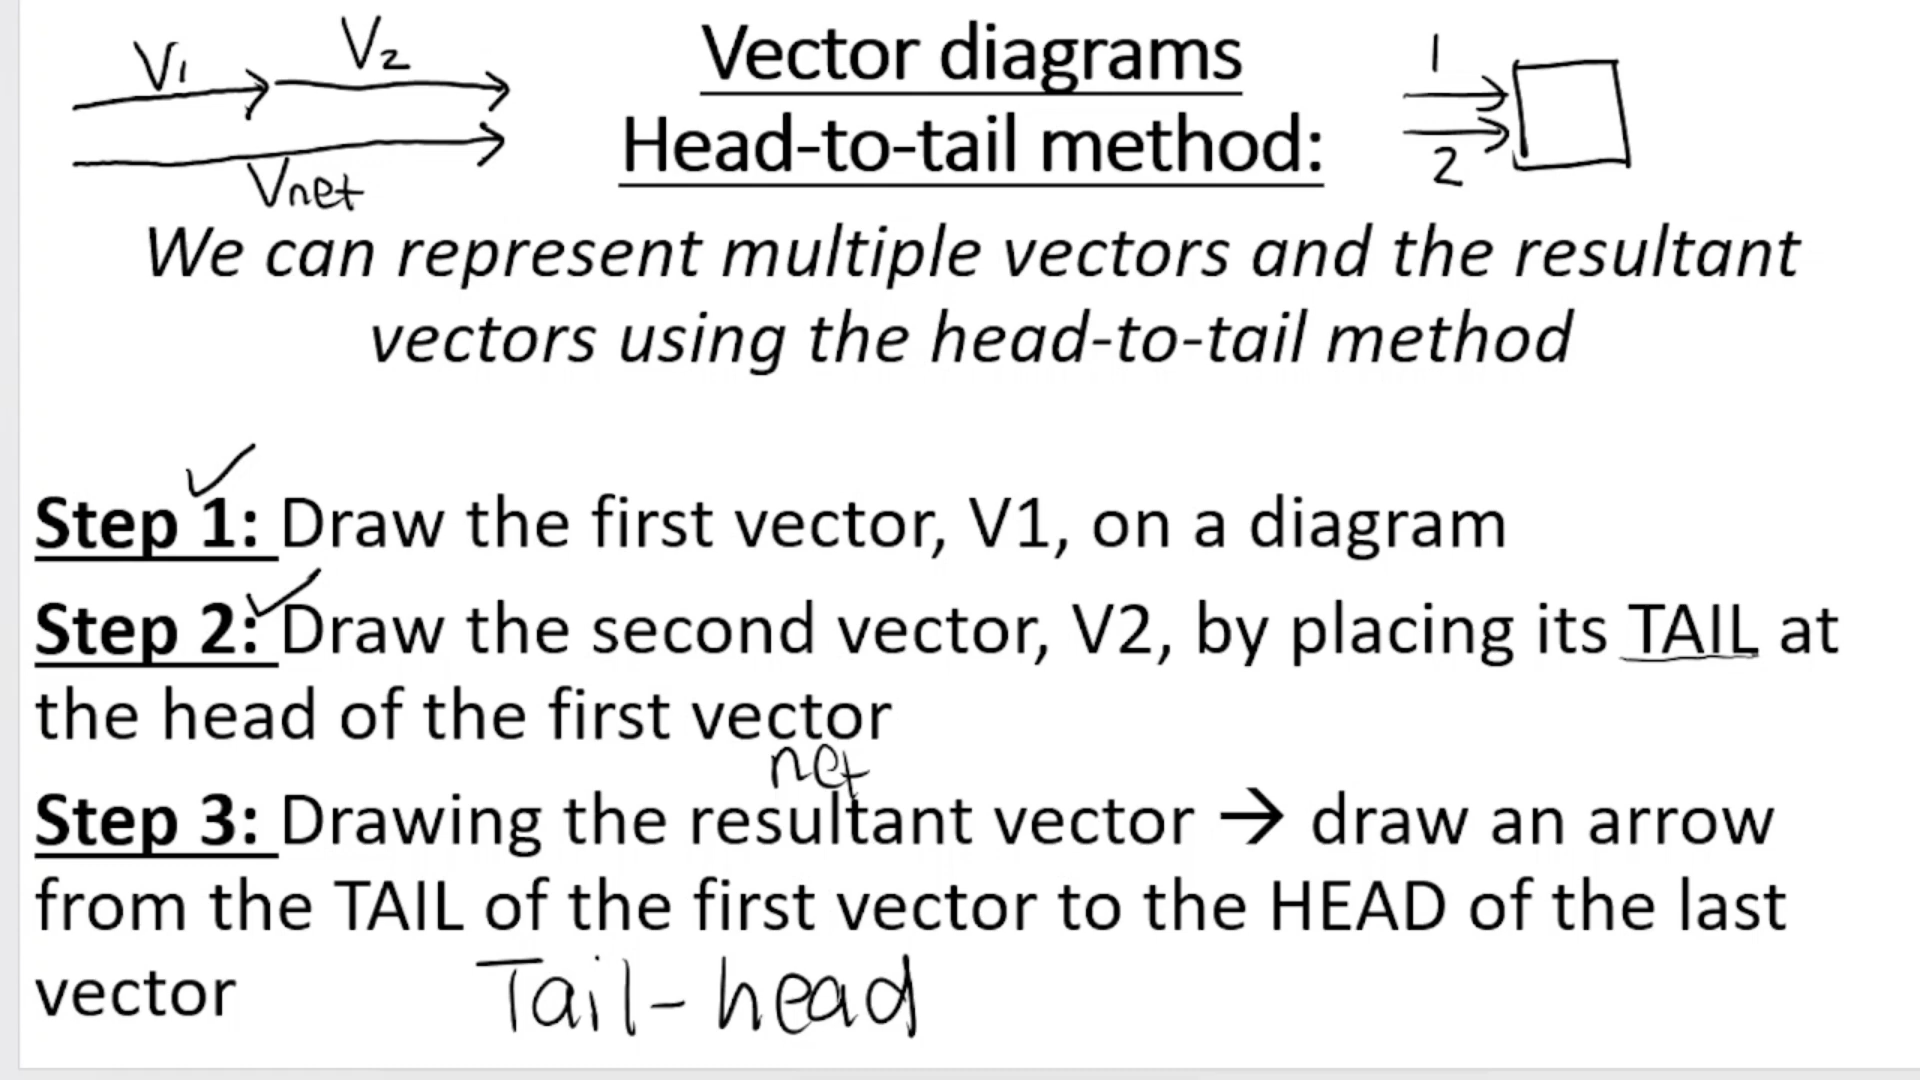 V1
V2
Vnet
Vector diagrams
Head-to-tail method:
1
2
We can represent multiple vectors and the resultant
vectors using the head-to-tail method
Step 1: Draw the first vector, V1, on a diagram
Step 2: Draw the second vector, V2, by placing its TAIL at
the head of the first vector
net
Step 3: Drawing the resultant vector → draw an arrow
from the TAIL of the first vector to the HEAD of the last
vector
Tail-head